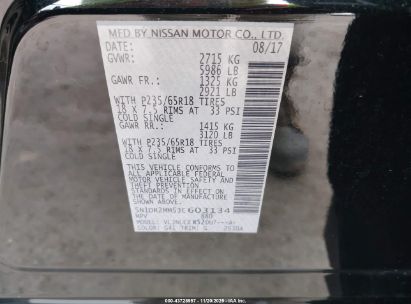 MFD BY NISSAN MOTOR CO., LTD.
DATE: 08/17
GVWR: 2715 KG
5986 LB
GAWR FR.: 1325 KG
2921 LB
WITH P235/65R18 TIRES
18 X 7.5 RIMS AT 33 PSI
COLD SINGLE
GAWR RR.: 1415 KG
3120 LB
WITH P235/65R18 TIRES
18 X 7.5 RIMS AT 33 PSI
COLD SINGLE
THIS VEHICLE CONFORMS TO
ALL APPLICABLE FEDERAL
MOTOR VEHICLE SAFETY AND
THEFT PREVENTION
STANDARDS IN EFFECT ON
THE DATE OF MANUFACTURE
SHOWN ABOVE.
603134
MPV
MODEL:
COLOR: TRIM: G